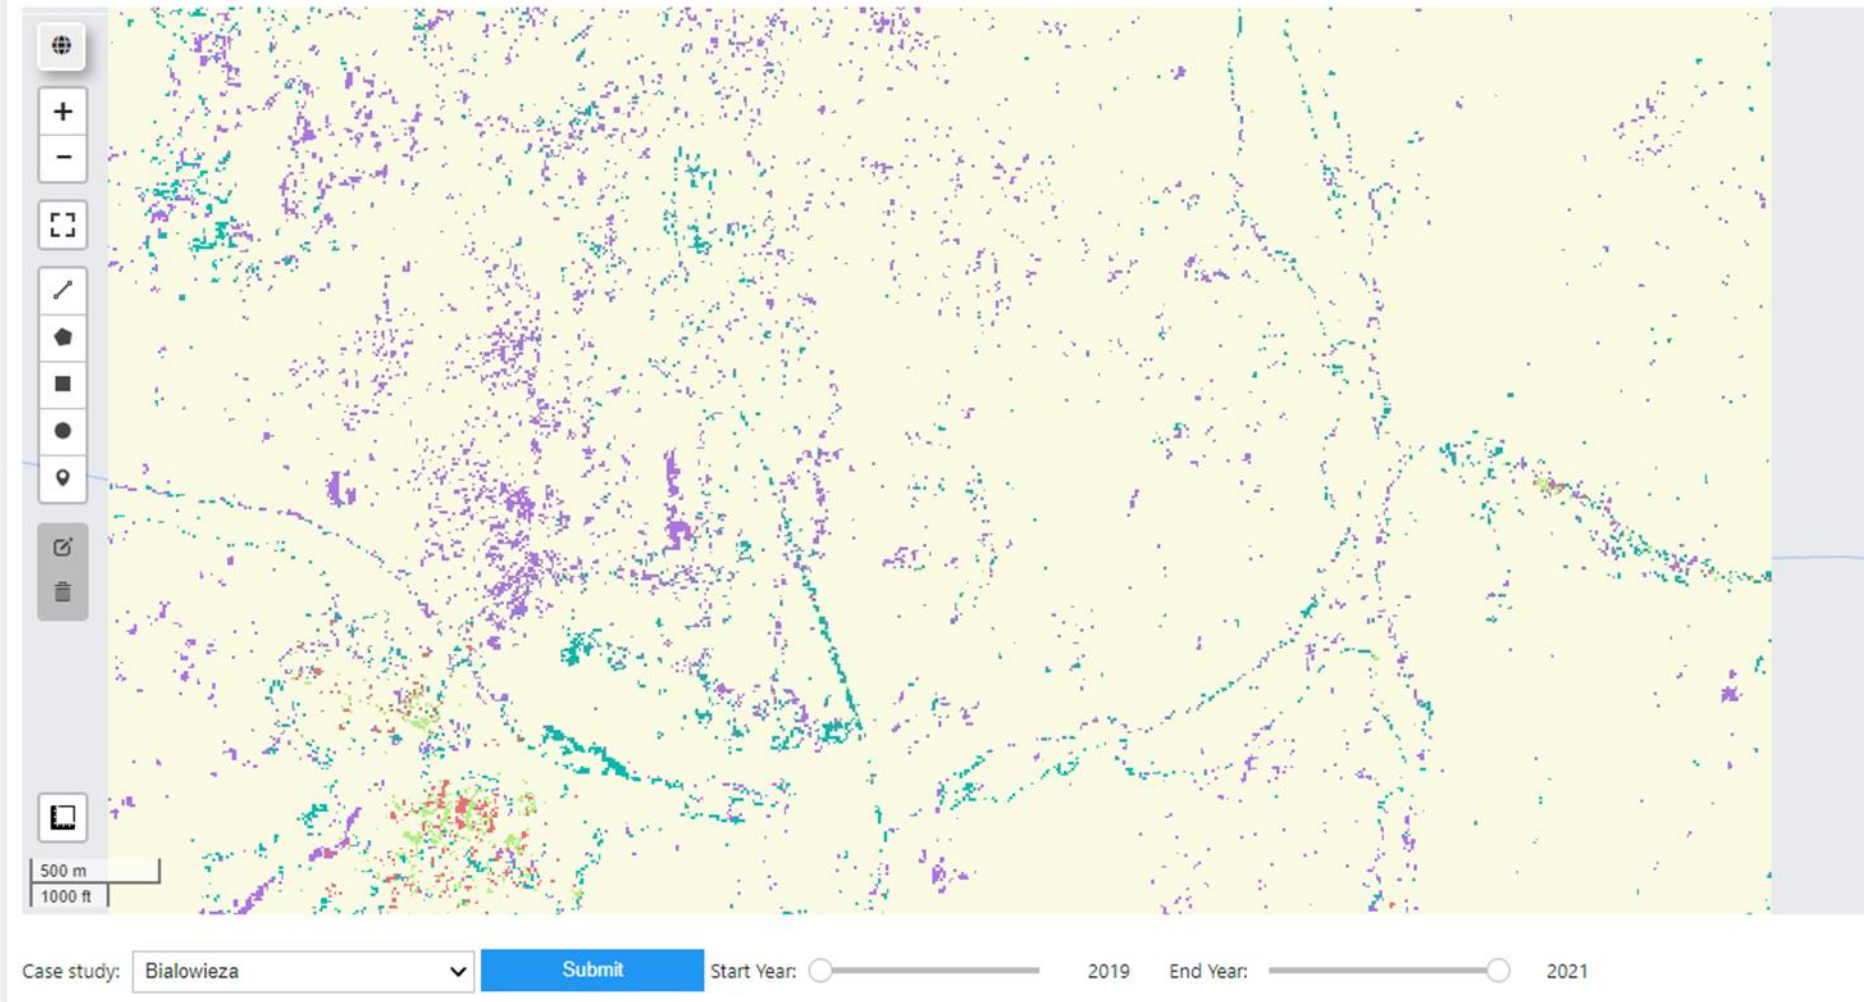 +
−
500 m
1000 ft
Case study: Bialowieza Submit Start Year: 2019 End Year: 2021